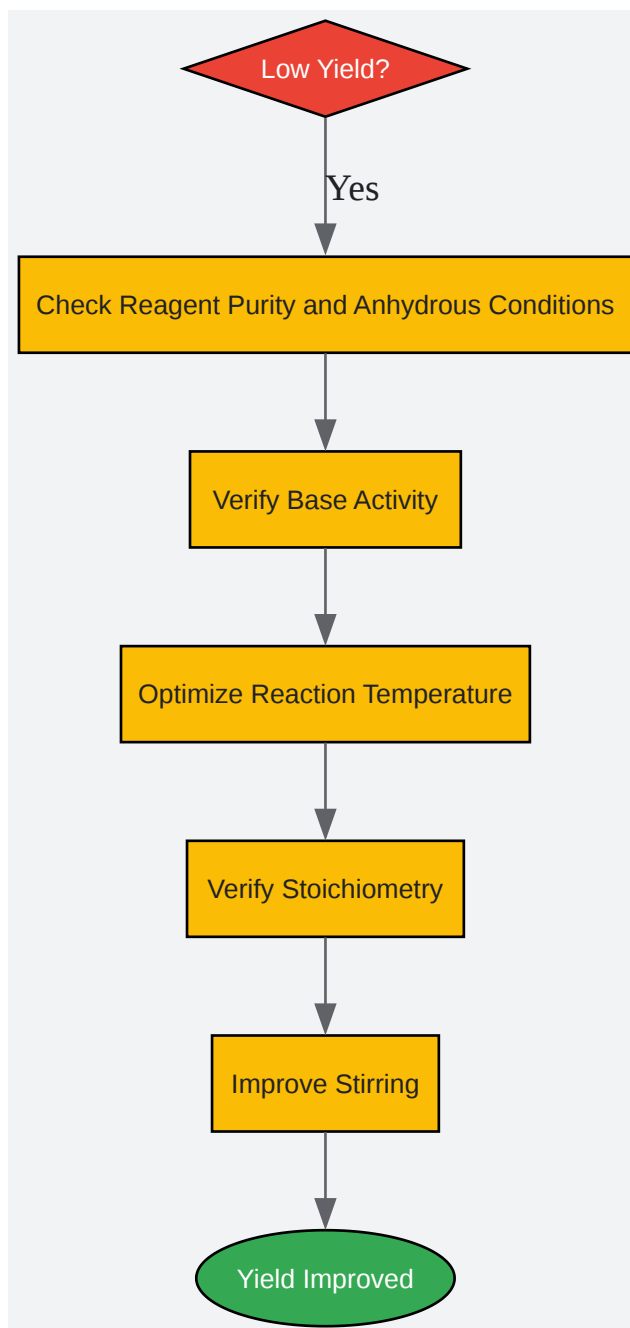 Low Yield?
Yes
Check Reagent Purity and Anhydrous Conditions
Verify Base Activity
Optimize Reaction Temperature
Verify Stoichiometry
Improve Stirring
Yield Improved